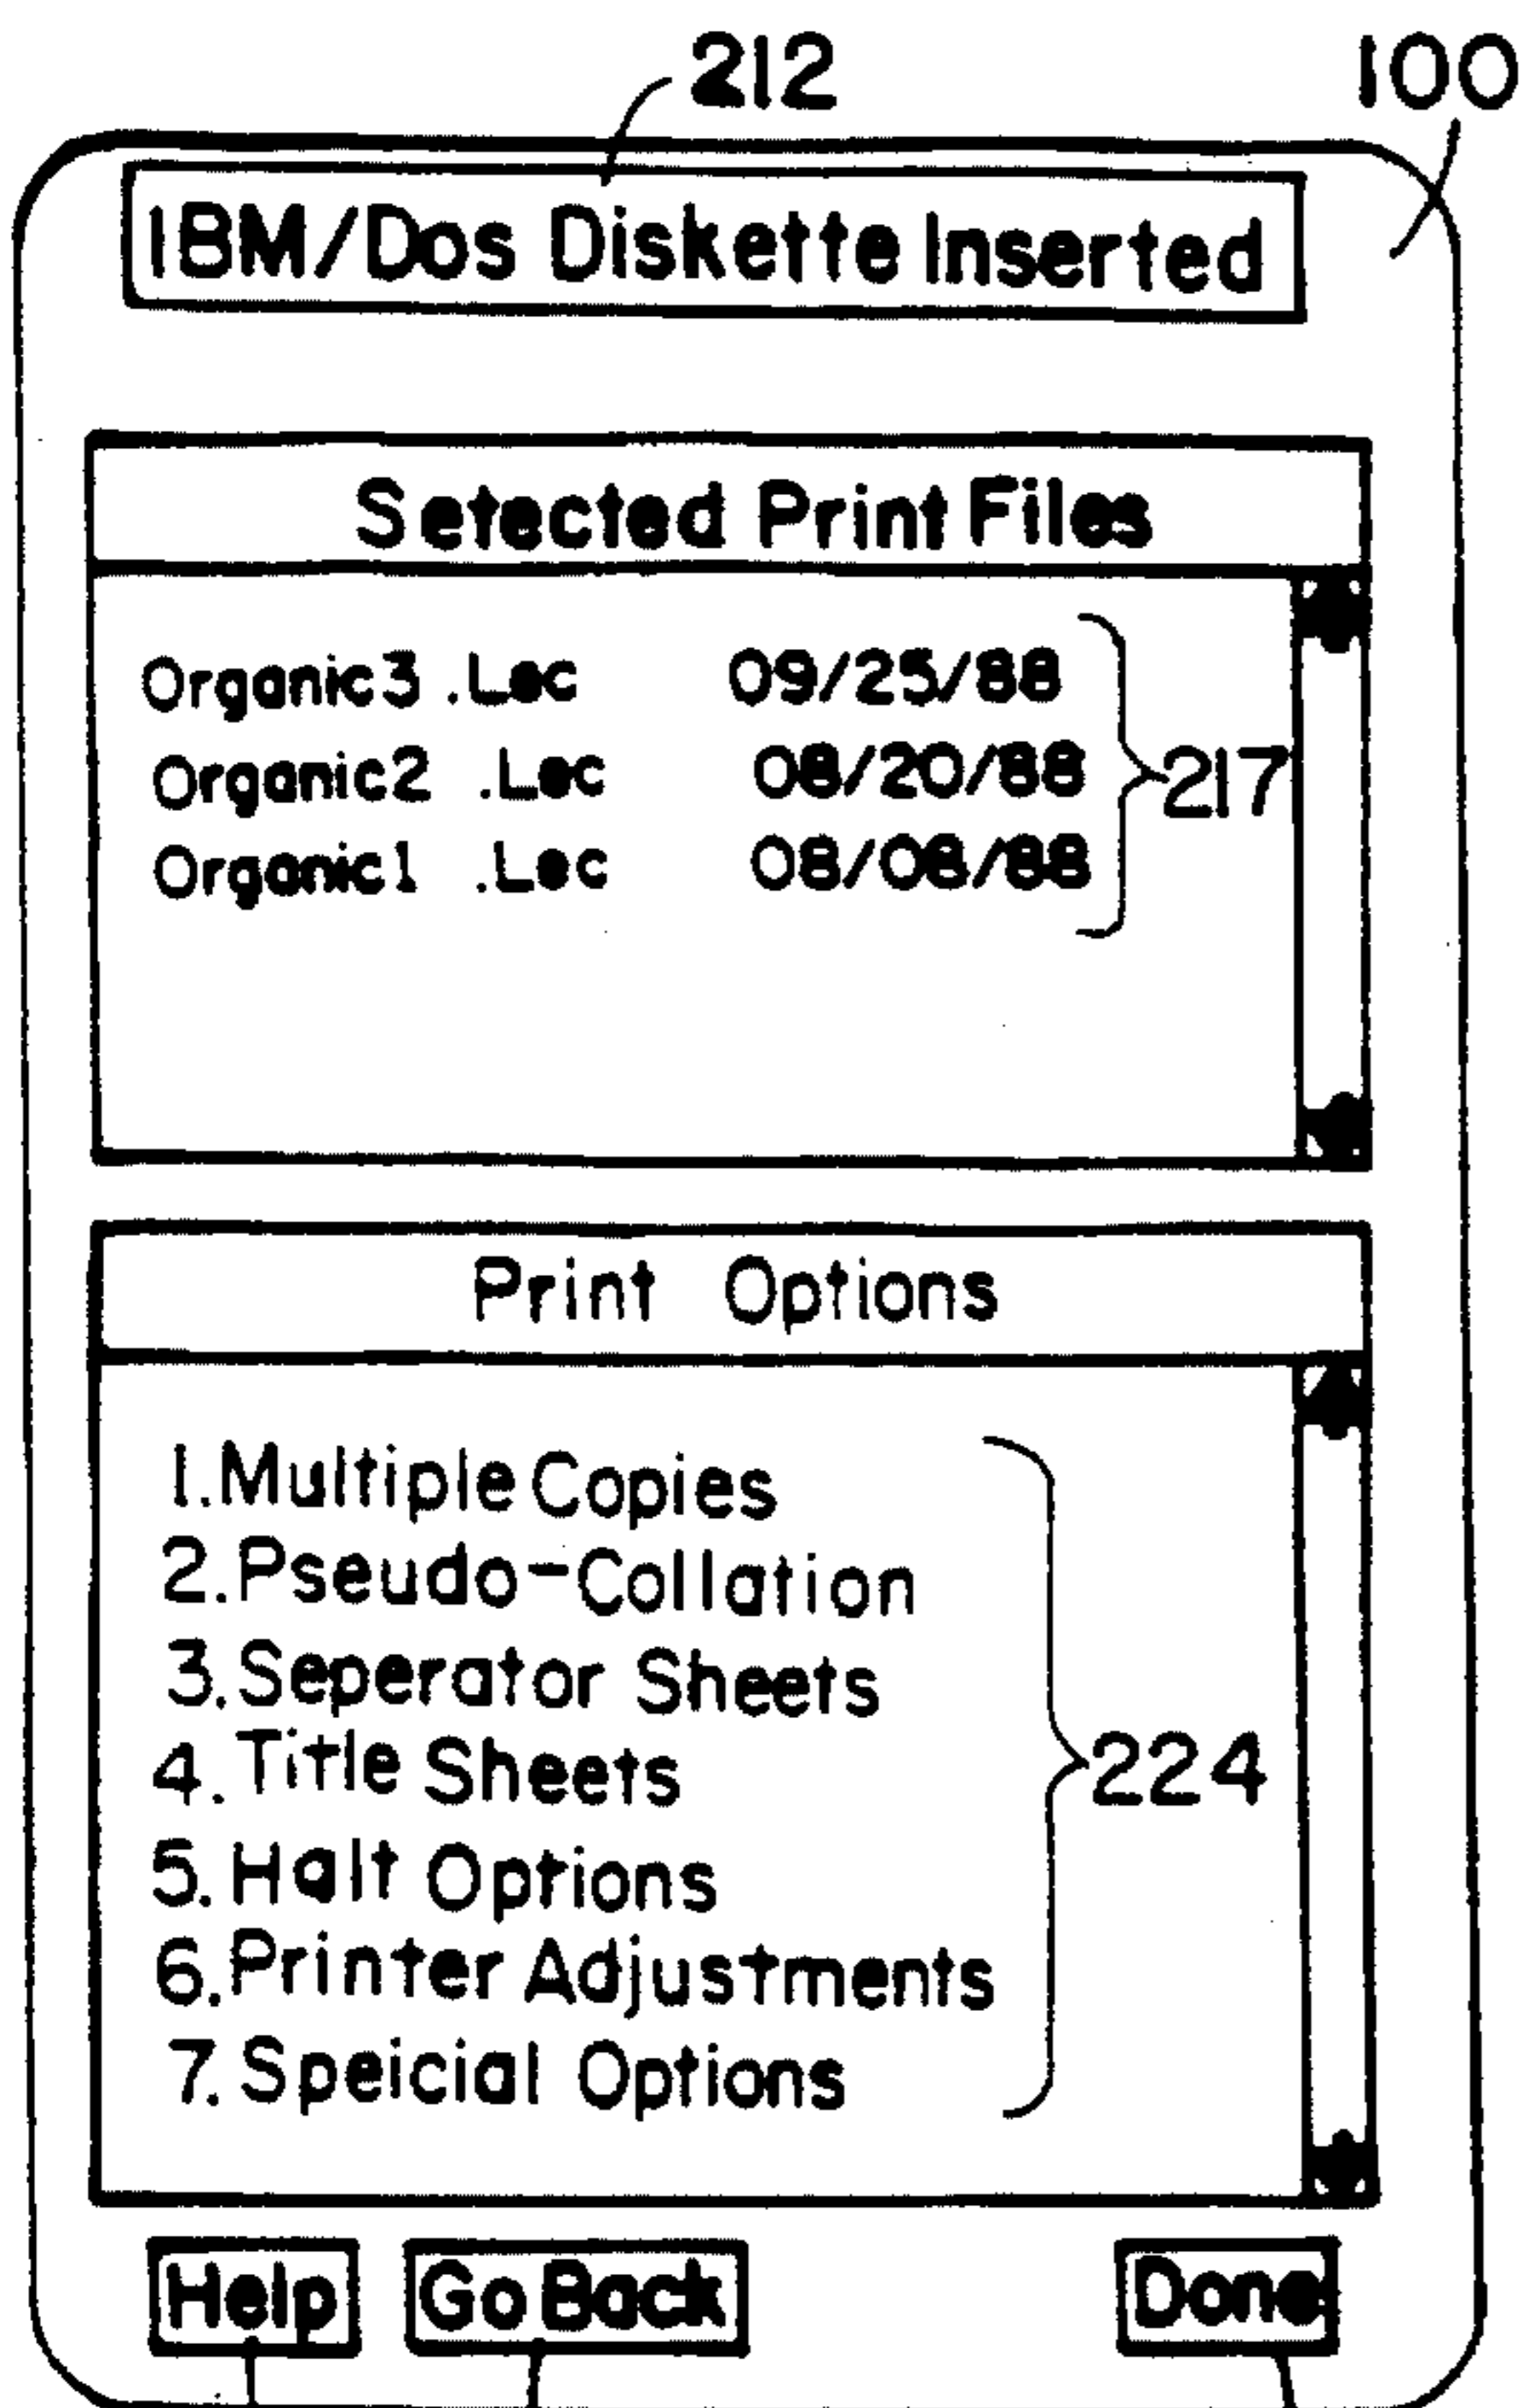 212 100
IBM/Dos Diskette Inserted
Selected Print Files
Organic3 .Lec 09/25/88
Organic2 .Lec 08/20/88
Organic1 .Lec 08/08/88
217
Print Options
1. Multiple Copies
2. Pseudo-Collation
3. Seperator Sheets
4. Title Sheets
5. Halt Options
6. Printer Adjustments
7. Speicial Options
224
Help Go Back Done